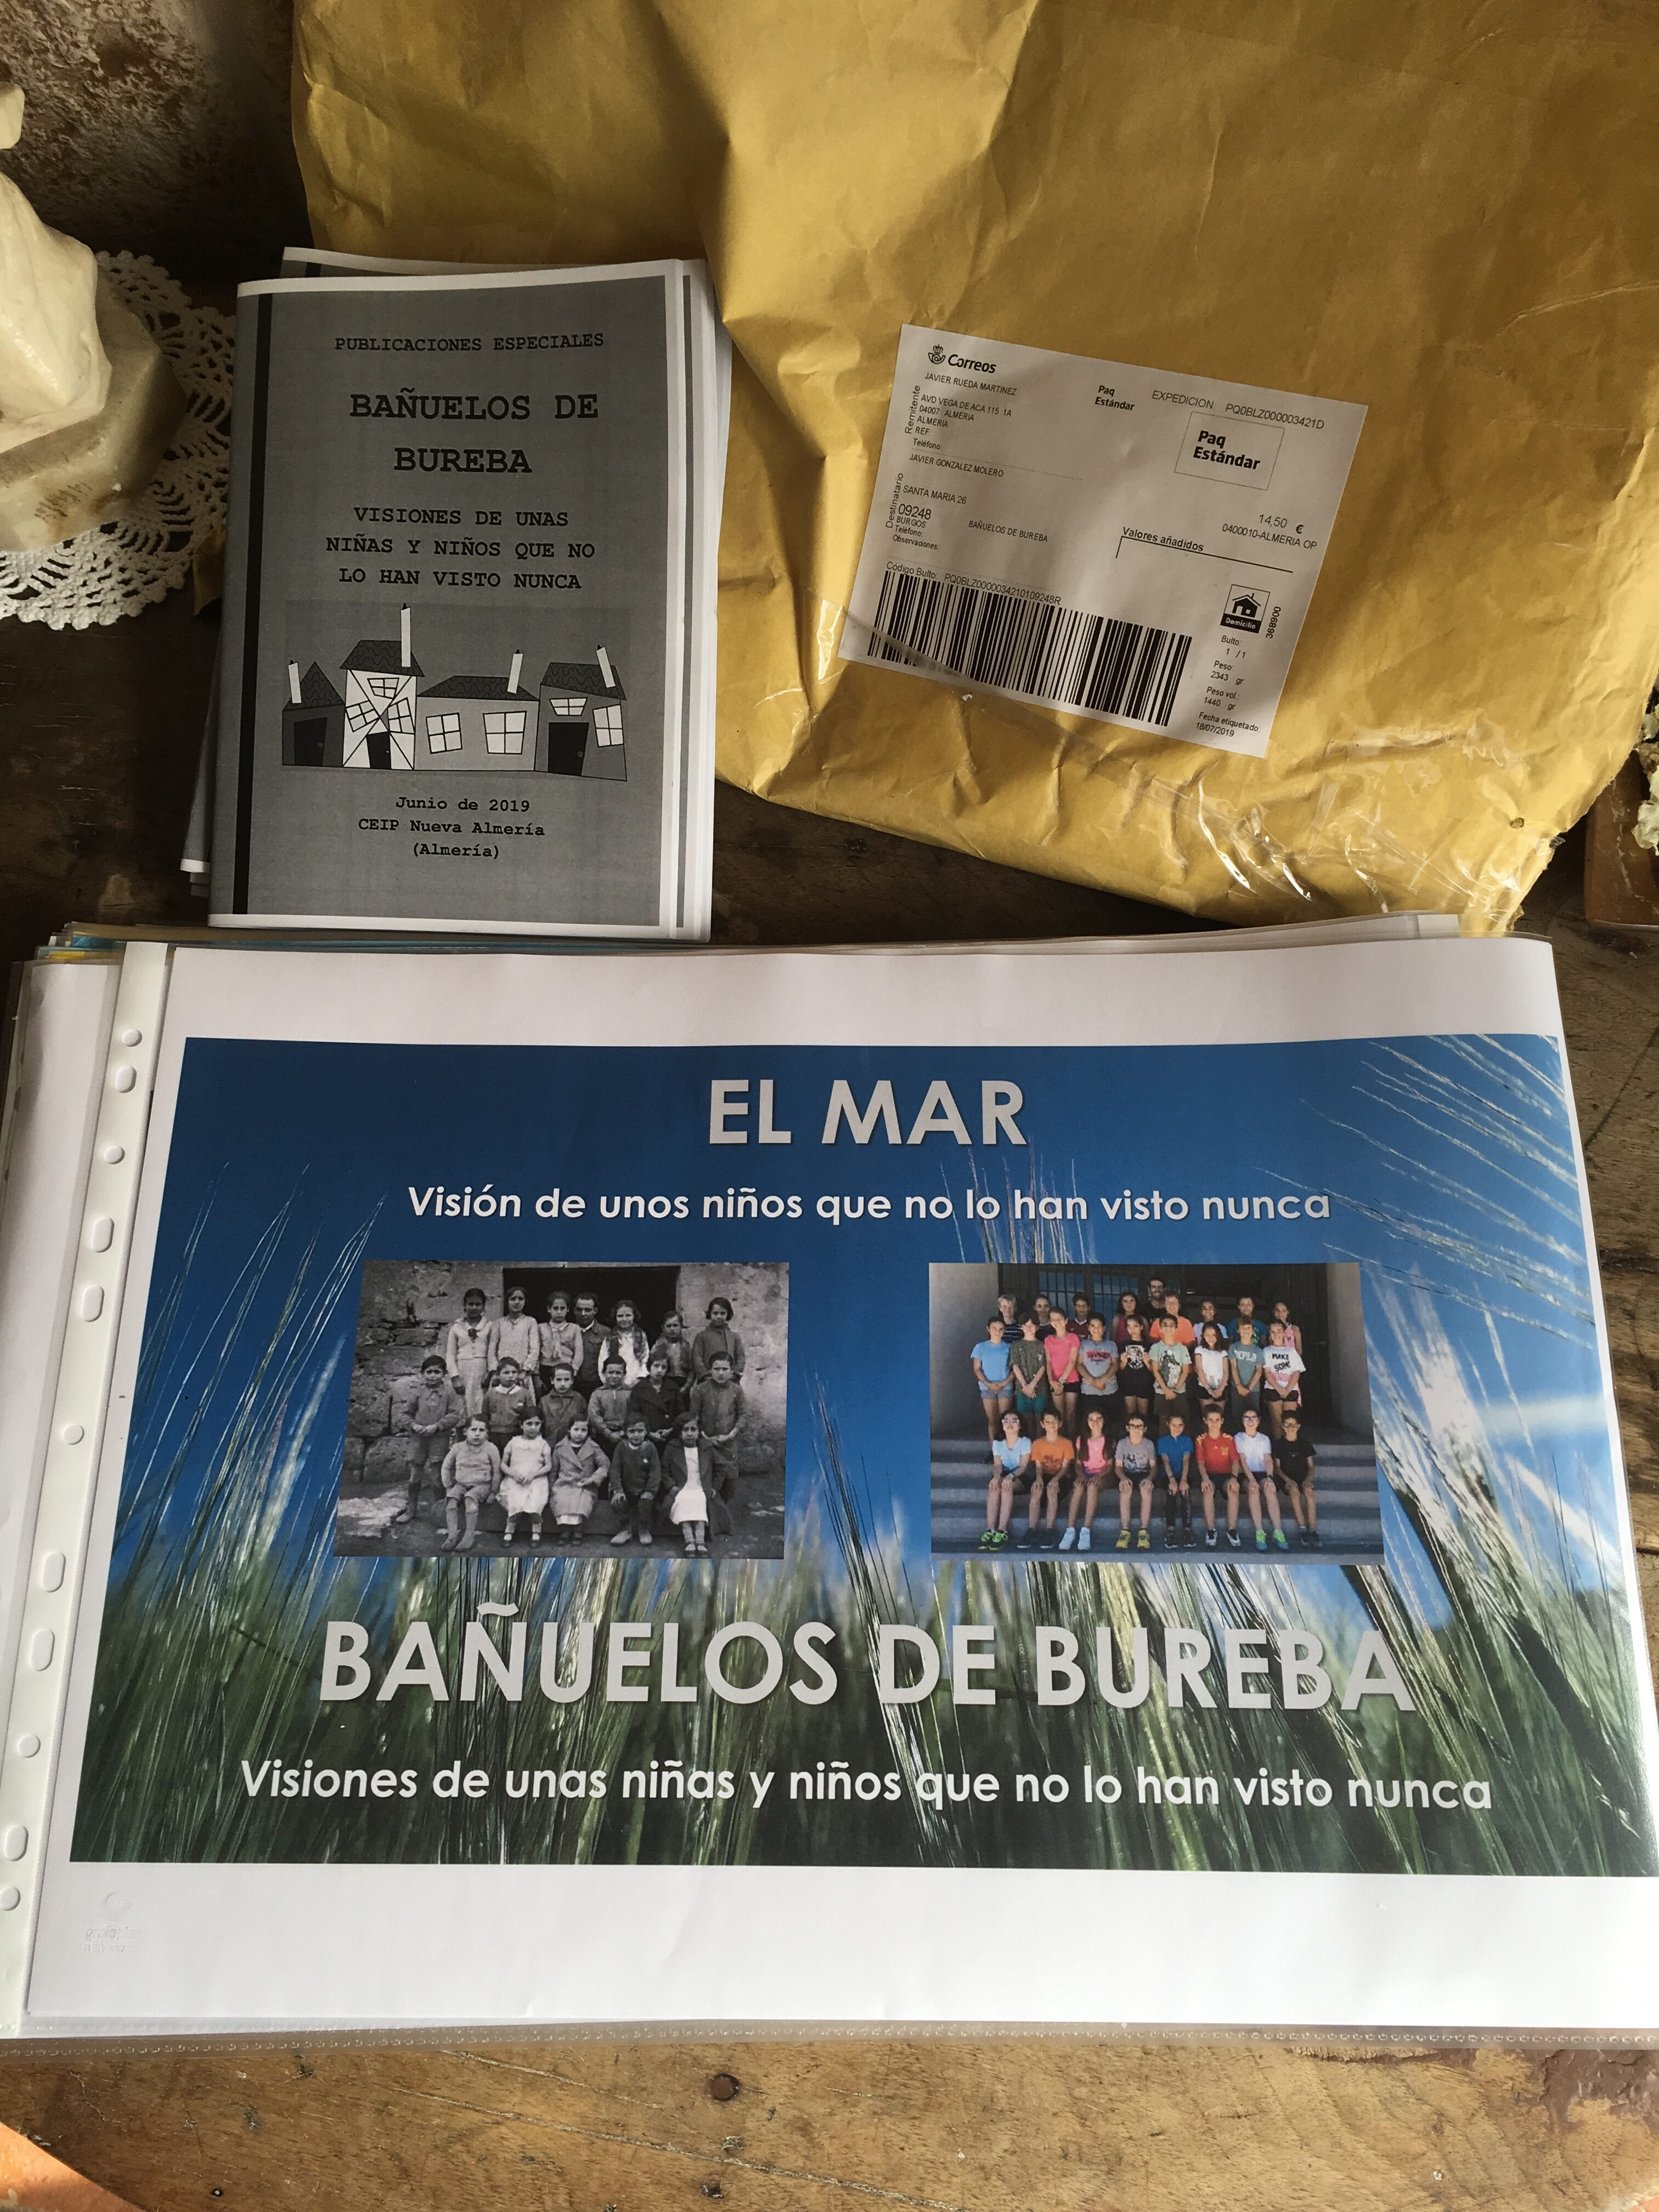 PUBLICACIONES ESPECIALES
BAÑUELOS DE
BUREBA
VISIONES DE UNAS
NIÑAS Y NIÑOS QUE NO
LO HAN VISTO NUNCA
Junio de 2019
CEIP Nueva Almería
(Almería)
Correos
Remitente
JAVIER RUEDA MARTINEZ
AVD VEGA DE ACA 115 1A
04007 ALMERIA
ALMERIA
REF:
Teléfono:
Paq
Estándar
EXPEDICION PQ0BLZ000003421D
Paq
Estándar
Destinatario
JAVIER GONZALEZ MOLERO
SANTA MARIA 26
09248 BAÑUELOS DE BUREBA
BURGOS
Teléfono:
Observaciones:
14,50 €
0400010-ALMERIA OP
Valores añadidos
Código Bulto: PQ0BLZ0000034210109248R
Domicilio
368900
Bulto:
1 / 1
Peso:
2343 gr
Peso vol.:
1440 gr
Fecha etiquetado:
18/07/2019
EL MAR
Visión de unos niños que no lo han visto nunca
MAKE
SOME
BAÑUELOS DE BUREBA
Visiones de unas niñas y niños que no lo han visto nunca